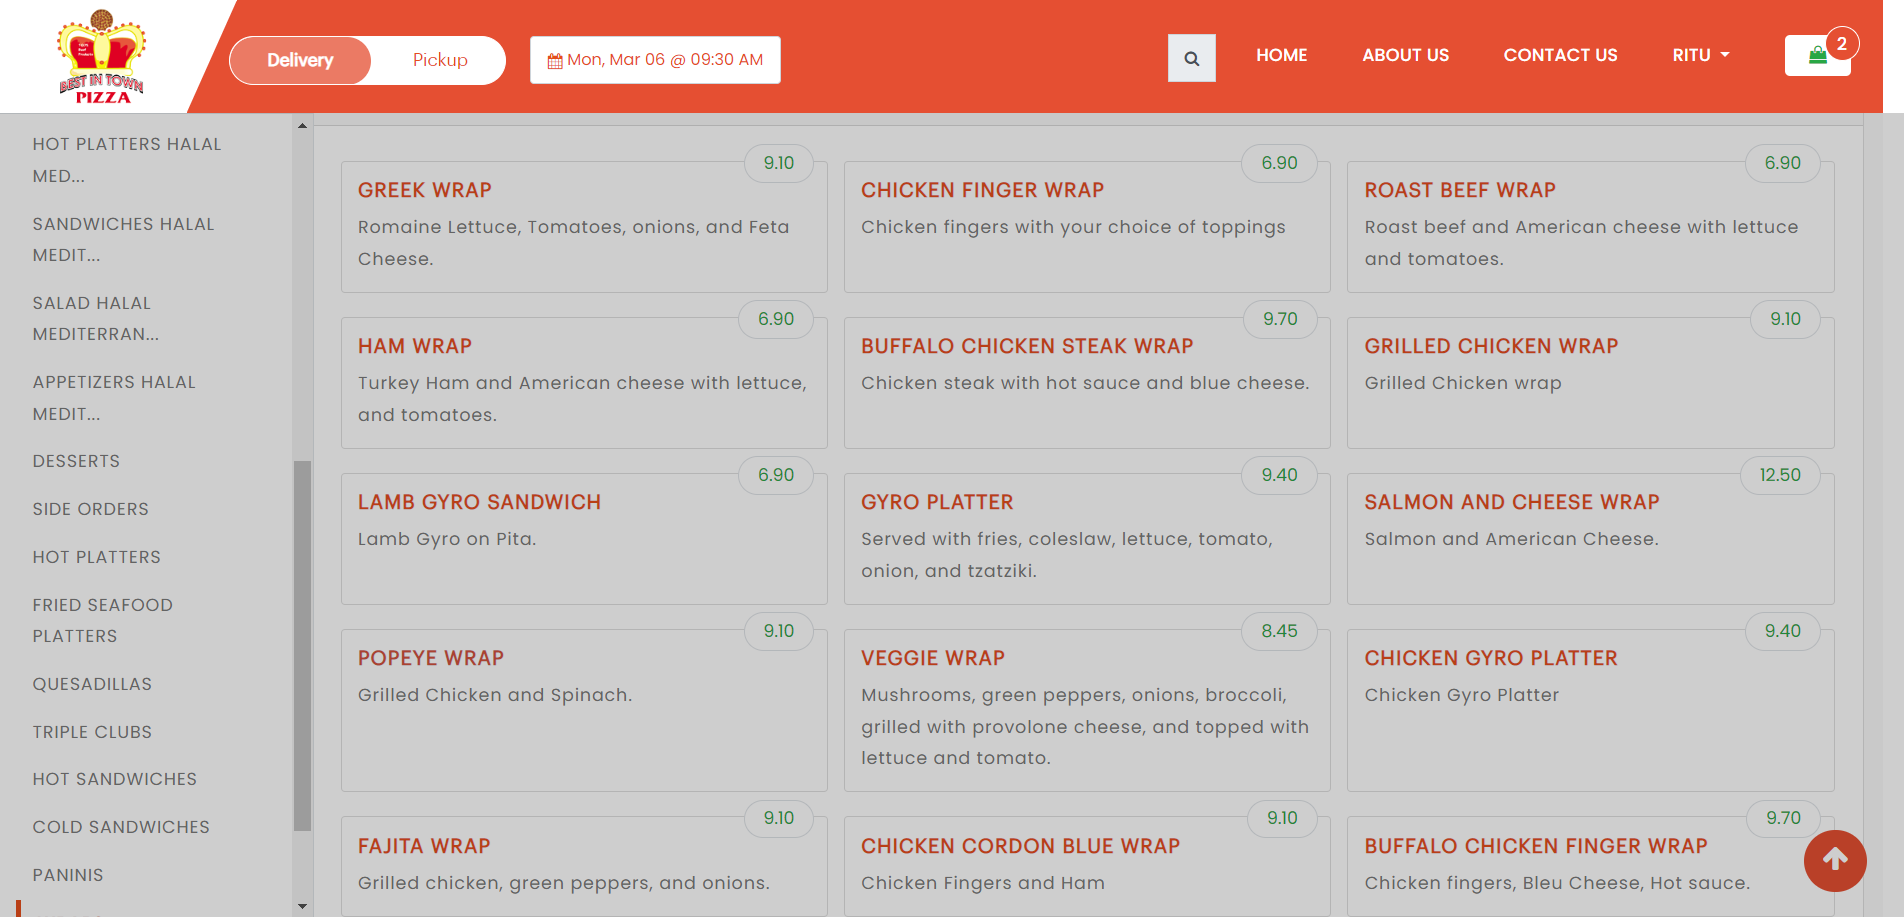 BEST IN TOWN
PIZZA
Delivery
Pickup
Mon, Mar 06 @ 09:30 AM
HOME
ABOUT US
CONTACT US
RITU
2
HOT PLATTERS HALAL
MED...
SANDWICHES HALAL
MEDIT...
SALAD HALAL
MEDITERRAN...
APPETIZERS HALAL
MEDIT...
DESSERTS
SIDE ORDERS
HOT PLATTERS
FRIED SEAFOOD
PLATTERS
QUESADILLAS
TRIPLE CLUBS
HOT SANDWICHES
COLD SANDWICHES
PANINIS
9.10
GREEK WRAP
Romaine Lettuce, Tomatoes, onions, and Feta
Cheese.
6.90
CHICKEN FINGER WRAP
Chicken fingers with your choice of toppings
6.90
ROAST BEEF WRAP
Roast beef and American cheese with lettuce
and tomatoes.
6.90
HAM WRAP
Turkey Ham and American cheese with lettuce,
and tomatoes.
9.70
BUFFALO CHICKEN STEAK WRAP
Chicken steak with hot sauce and blue cheese.
9.10
GRILLED CHICKEN WRAP
Grilled Chicken wrap
6.90
LAMB GYRO SANDWICH
Lamb Gyro on Pita.
9.40
GYRO PLATTER
Served with fries, coleslaw, lettuce, tomato,
onion, and tzatziki.
12.50
SALMON AND CHEESE WRAP
Salmon and American Cheese.
9.10
POPEYE WRAP
Grilled Chicken and Spinach.
8.45
VEGGIE WRAP
Mushrooms, green peppers, onions, broccoli,
grilled with provolone cheese, and topped with
lettuce and tomato.
9.40
CHICKEN GYRO PLATTER
Chicken Gyro Platter
9.10
FAJITA WRAP
Grilled chicken, green peppers, and onions.
9.10
CHICKEN CORDON BLUE WRAP
Chicken Fingers and Ham
9.70
BUFFALO CHICKEN FINGER WRAP
Chicken fingers, Bleu Cheese, Hot sauce.